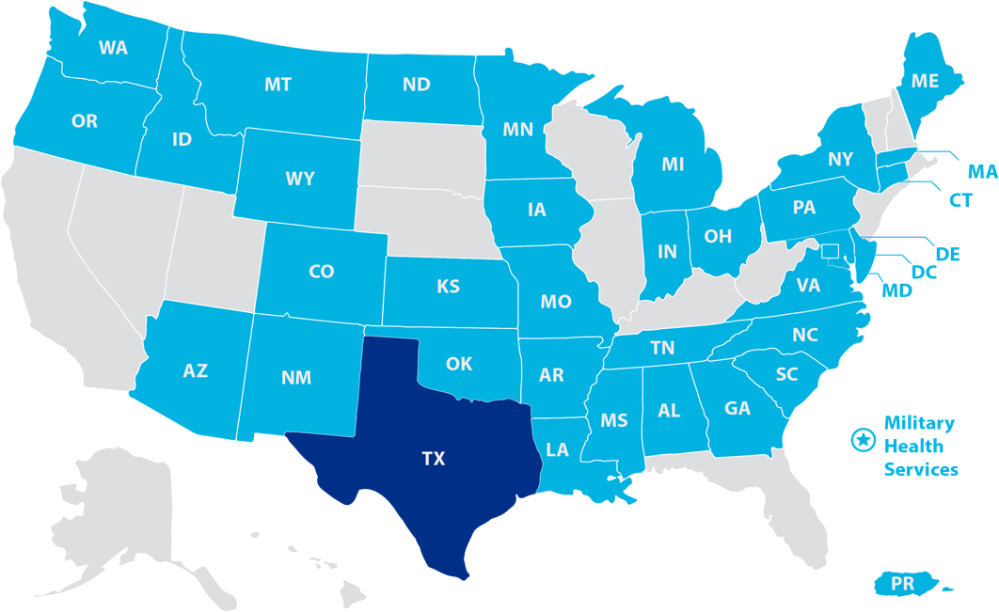 WA
MT
ND
ME
OR
MN
ID
NY
MI
MA
WY
CT
PA
IA
OH
IN
DE
CO
DC
KS
VA
MD
MO
NC
TN
OK
AZ
AR
SC
NM
GA
AL
MS
Military
Health
Services
LA
TX
PR